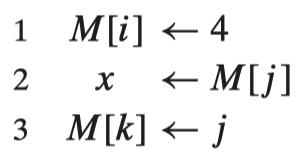 1 M[i] ← 4
2 x ← M[j]
3 M[k] ← j